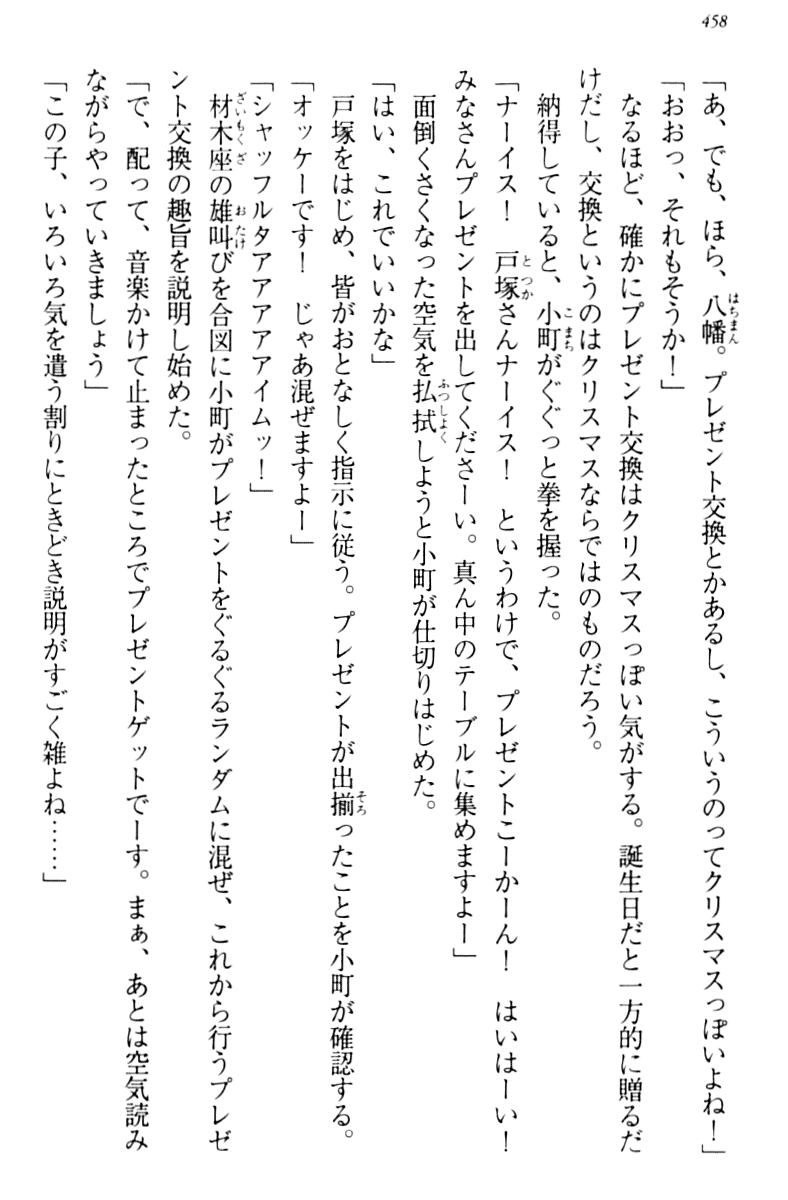 458
「あ、でも、ほら、八幡。プレゼント交換とかあるし、こういうのってクリスマスっぽいよね！」
「おおっ、それもそうか！」
　なるほど、確かにプレゼント交換はクリスマスっぽい気がする。誕生日だと一方的に贈るだ
けだし、交換というのはクリスマスならではのものだろう。
　納得していると、小町がぐぐっと拳を握った。
「ナーイス！　戸塚さんナーイス！　というわけで、プレゼントこーかーん！　はいはーい！
みなさんプレゼントを出してくださーい。真ん中のテーブルに集めますよー」
　面倒くさくなった空気を払拭しようと小町が仕切りはじめた。
「はい、これでいいかな」
　戸塚をはじめ、皆がおとなしく指示に従う。プレゼントが出揃ったことを小町が確認する。
「オッケーです！　じゃあ混ぜますよー」
「シャッフルタアアアアアイムッ！」
　材木座の雄叫びを合図に小町がプレゼントをぐるぐるランダムに混ぜ、これから行うプレゼ
ント交換の趣旨を説明し始めた。
「で、配って、音楽かけて止まったところでプレゼントゲットでーす。まぁ、あとは空気読み
ながらやっていきましょう」
「この子、いろいろ気を遣う割りにときどき説明がすごく雑よね……」